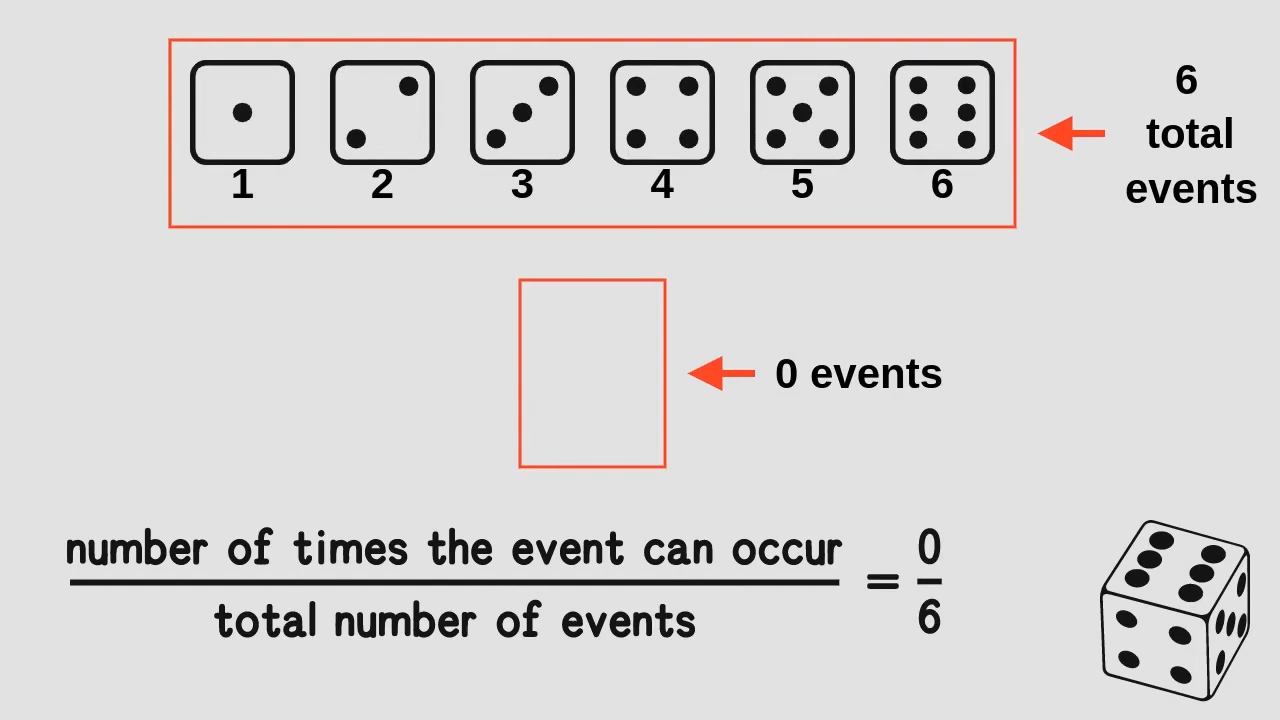 1 2 3 4 5 6
6
total
events
0 events
number of times the event can occur
total number of events
=
0
6